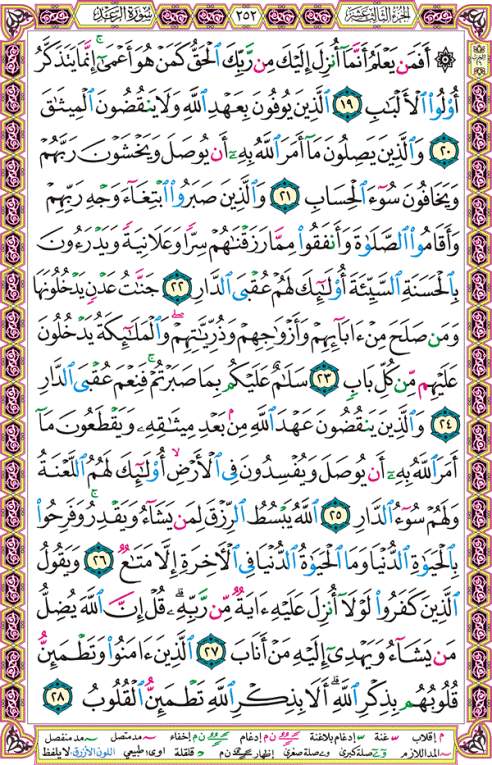 الجزء الثالث عشر ٢٥٢ سورة الرعد
۞ أَفَمَن يَعْلَمُ أَنَّمَآ أُنزِلَ إِلَيْكَ مِن رَّبِّكَ ٱلْحَقُّ كَمَنْ هُوَ أَعْمَىٰٓ ۚ إِنَّمَا يَتَذَكَّرُ
أُو۟لُوا۟ ٱلْأَلْبَـٰبِ ١٩ ٱلَّذِينَ يُوفُونَ بِعَهْدِ ٱللَّهِ وَلَا يَنقُضُونَ ٱلْمِيثَـٰقَ
٢٠ وَٱلَّذِينَ يَصِلُونَ مَآ أَمَرَ ٱللَّهُ بِهِۦٓ أَن يُوصَلَ وَيَخْشَوْنَ رَبَّهُمْ
وَيَخَافُونَ سُوٓءَ ٱلْحِسَابِ ٢١ وَٱلَّذِينَ صَبَرُوا۟ ٱبْتِغَآءَ وَجْهِ رَبِّهِمْ
وَأَقَامُوا۟ ٱلصَّلَوٰةَ وَأَنفَقُوا۟ مِمَّا رَزَقْنَـٰهُمْ سِرًّا وَعَلَانِيَةً وَيَدْرَءُونَ
بِٱلْحَسَنَةِ ٱلسَّيِّئَةَ أُو۟لَـٰٓئِكَ لَهُمْ عُقْبَى ٱلدَّارِ ٢٢ جَنَّـٰتُ عَدْنٍ يَدْخُلُونَهَا
وَمَن صَلَحَ مِنْ ءَابَآئِهِمْ وَأَزْوَٰجِهِمْ وَذُرِّيَّـٰتِهِمْ ۖ وَٱلْمَلَـٰٓئِكَةُ يَدْخُلُونَ
عَلَيْهِم مِّن كُلِّ بَابٍ ٢٣ سَلَـٰمٌ عَلَيْكُم بِمَا صَبَرْتُمْ ۚ فَنِعْمَ عُقْبَى ٱلدَّارِ
٢٤ وَٱلَّذِينَ يَنقُضُونَ عَهْدَ ٱللَّهِ مِنۢ بَعْدِ مِيثَـٰقِهِۦ وَيَقْطَعُونَ مَآ
أَمَرَ ٱللَّهُ بِهِۦٓ أَن يُوصَلَ وَيُفْسِدُونَ فِى ٱلْأَرْضِ ۙ أُو۟لَـٰٓئِكَ لَهُمُ ٱللَّعْنَةُ
وَلَهُمْ سُوٓءُ ٱلدَّارِ ٢٥ ٱللَّهُ يَبْسُطُ ٱلرِّزْقَ لِمَن يَشَآءُ وَيَقْدِرُ ۚ وَفَرِحُوا۟
بِٱلْحَيَوٰةِ ٱلدُّنْيَا وَمَا ٱلْحَيَوٰةُ ٱلدُّنْيَا فِى ٱلْـَٔاخِرَةِ إِلَّا مَتَـٰعٌ ٢٦ وَيَقُولُ
ٱلَّذِينَ كَفَرُوا۟ لَوْلَآ أُنزِلَ عَلَيْهِ ءَايَةٌ مِّن رَّبِّهِۦ ۗ قُلْ إِنَّ ٱللَّهَ يُضِلُّ
مَن يَشَآءُ وَيَهْدِىٓ إِلَيْهِ مَنْ أَنَابَ ٢٧ ٱلَّذِينَ ءَامَنُوا۟ وَتَطْمَئِنُّ
قُلُوبُهُم بِذِكْرِ ٱللَّهِ ۗ أَلَا بِذِكْرِ ٱللَّهِ تَطْمَئِنُّ ٱلْقُلُوبُ ٢٨
م إقلاب غنة إدغام بلاغنة ن م إدغام ن م إخفاء مد متصل مد منفصل
المد اللازم صلة كبرى صلة صغرى إظهار ن م قلقلة اوى: طبيعي اللون الأزرق: لا يلفظ